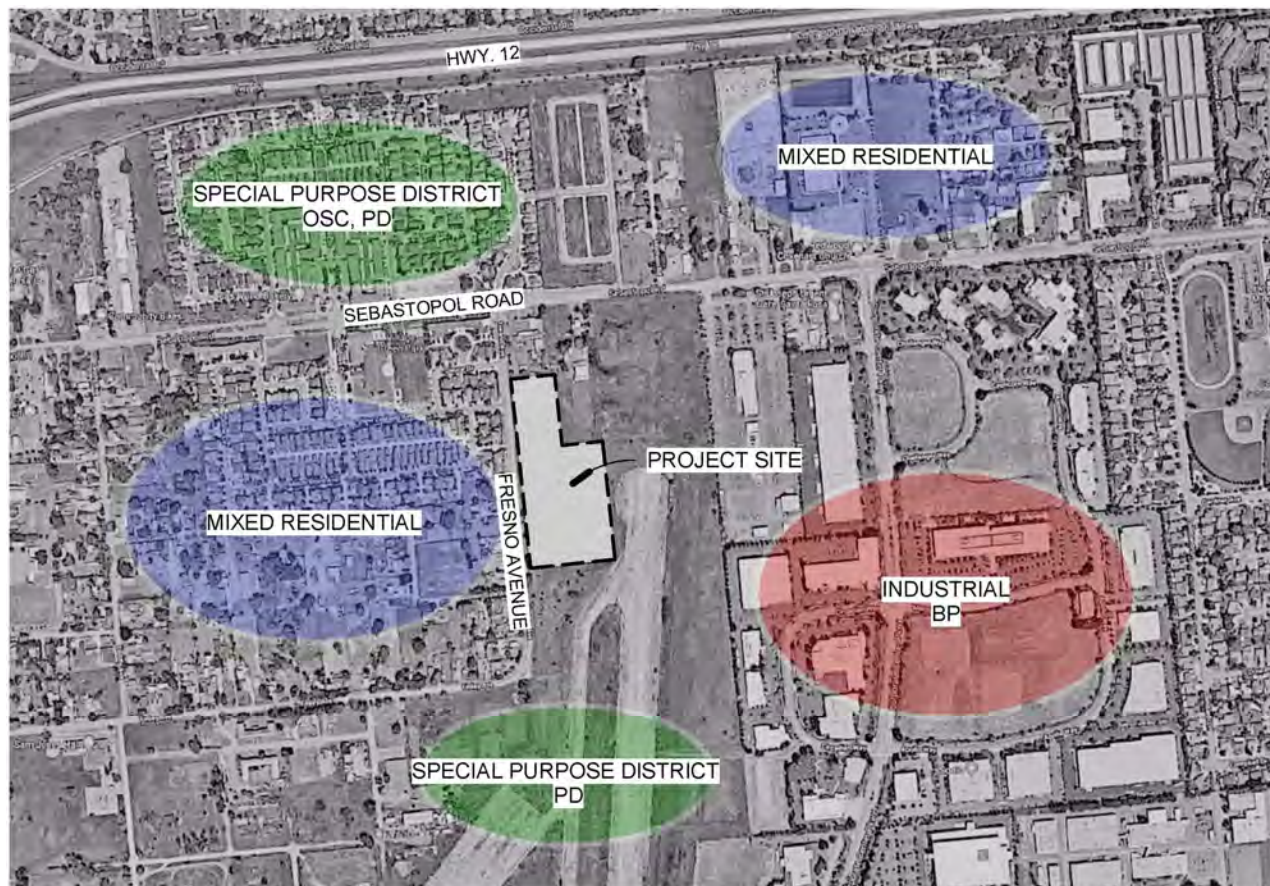 HWY. 12
MIXED RESIDENTIAL
SPECIAL PURPOSE DISTRICT
OSC, PD
SEBASTOPOL ROAD
PROJECT SITE
FRESNO AVENUE
MIXED RESIDENTIAL
INDUSTRIAL
BP
SPECIAL PURPOSE DISTRICT
PD